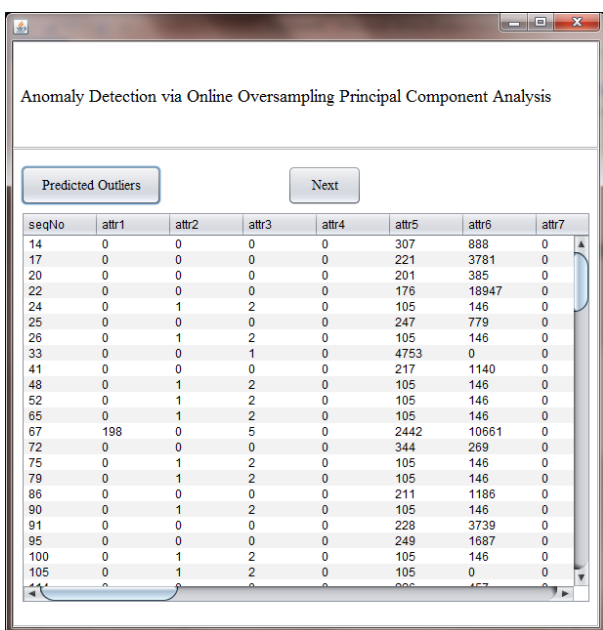 Anomaly Detection via Online Oversampling Principal Component Analysis
Predicted Outliers Next
seqNo attr1 attr2 attr3 attr4 attr5 attr6 attr7
14 0 0 0 0 307 888 0
17 0 0 0 0 221 3781 0
20 0 0 0 0 201 385 0
22 0 0 0 0 176 18947 0
24 0 1 2 0 105 146 0
25 0 0 0 0 247 779 0
26 0 1 2 0 105 146 0
33 0 0 1 0 4753 0 0
41 0 0 0 0 217 1140 0
48 0 1 2 0 105 146 0
52 0 1 2 0 105 146 0
65 0 1 2 0 105 146 0
67 198 0 5 0 2442 10661 0
72 0 0 0 0 344 269 0
75 0 1 2 0 105 146 0
79 0 1 2 0 105 146 0
86 0 0 0 0 211 1186 0
90 0 1 2 0 105 146 0
91 0 0 0 0 228 3739 0
95 0 0 0 0 249 1687 0
100 0 1 2 0 105 146 0
105 0 1 2 0 105 0 0